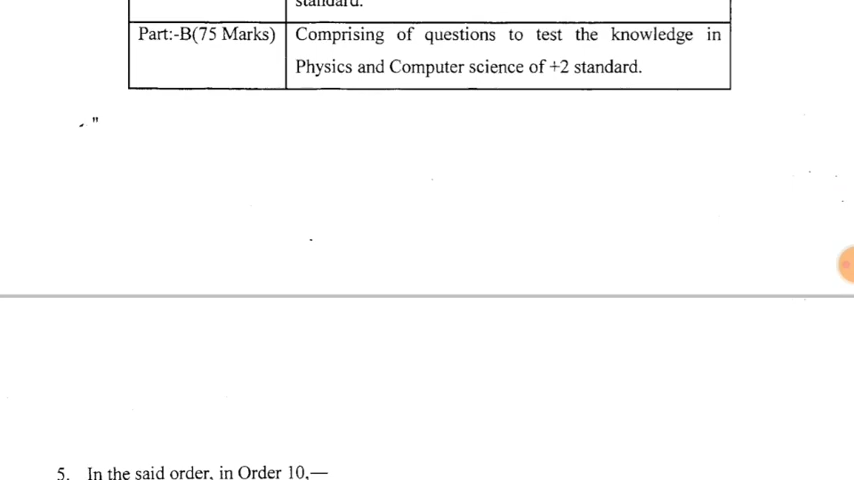 standard.
Part:-B(75 Marks) Comprising of questions to test the knowledge in
Physics and Computer science of +2 standard.
"
5. In the said order, in Order 10,—